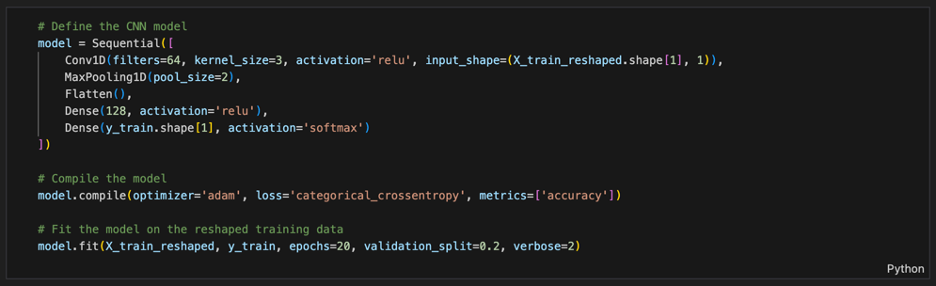 # Define the CNN model
model = Sequential([
    Conv1D(filters=64, kernel_size=3, activation='relu', input_shape=(X_train_reshaped.shape[1], 1)),
    MaxPooling1D(pool_size=2),
    Flatten(),
    Dense(128, activation='relu'),
    Dense(y_train.shape[1], activation='softmax')
])

# Compile the model
model.compile(optimizer='adam', loss='categorical_crossentropy', metrics=['accuracy'])

# Fit the model on the reshaped training data
model.fit(X_train_reshaped, y_train, epochs=20, validation_split=0.2, verbose=2)
Python